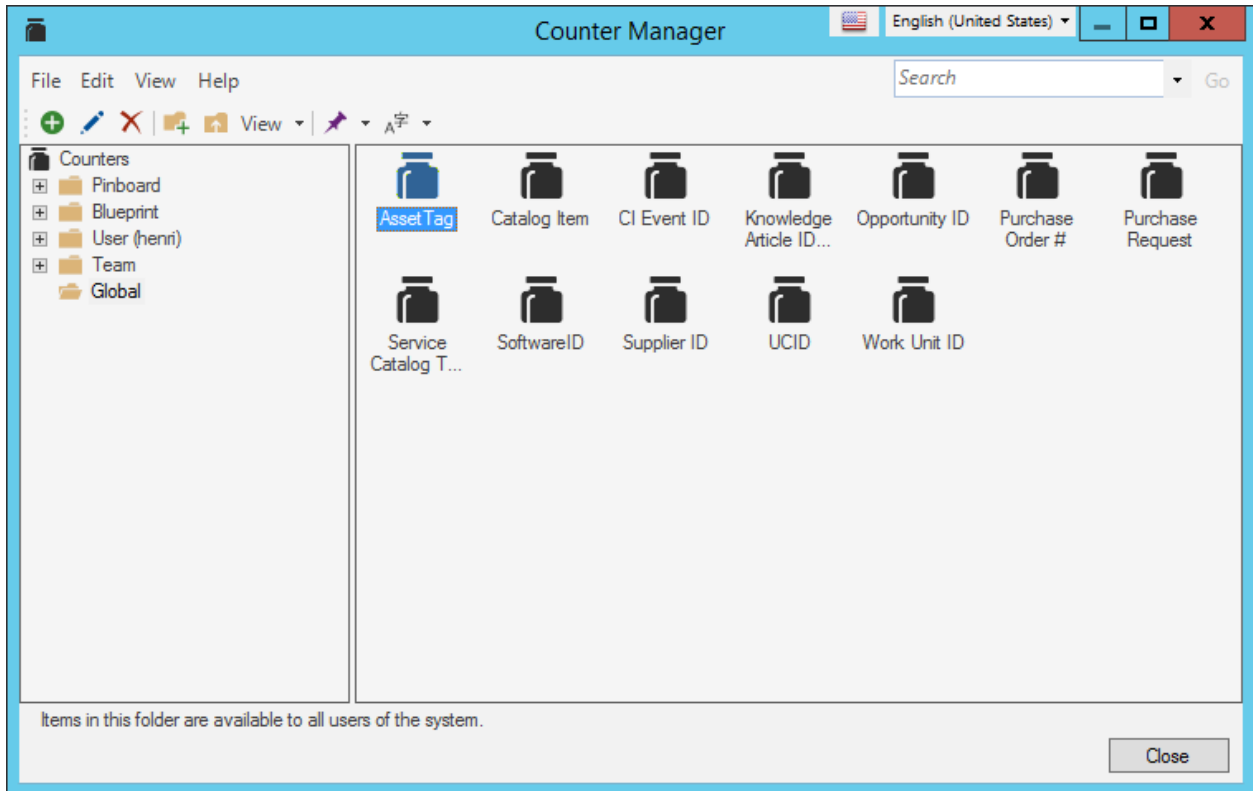 Counter Manager
English (United States)
File Edit View Help
Search
Go
View
A字
Counters
Pinboard
Blueprint
User (henri)
Team
Global
AssetTag
Catalog Item
CI Event ID
Knowledge
Article ID...
Opportunity ID
Purchase
Order #
Purchase
Request
Service
Catalog T...
SoftwareID
Supplier ID
UCID
Work Unit ID
Items in this folder are available to all users of the system.
Close